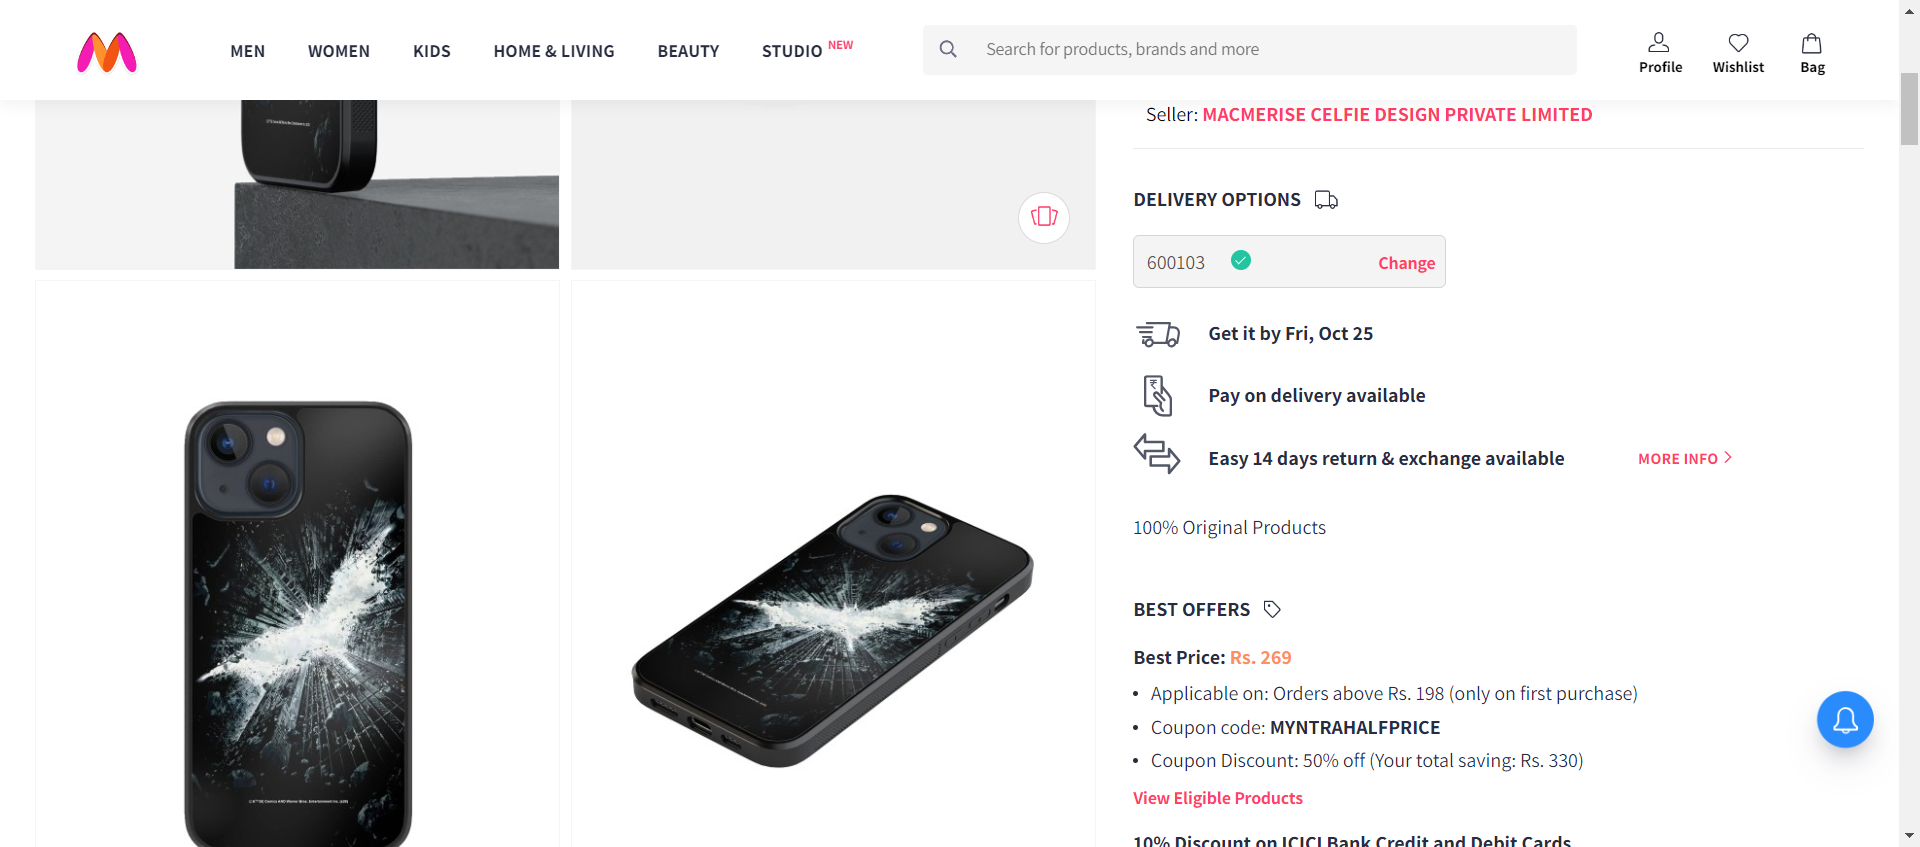 MEN WOMEN KIDS HOME & LIVING BEAUTY STUDIO NEW
Search for products, brands and more
Profile Wishlist Bag
Seller: MACMERISE CELFIE DESIGN PRIVATE LIMITED
DELIVERY OPTIONS
600103 Change
Get it by Fri, Oct 25
Pay on delivery available
Easy 14 days return & exchange available MORE INFO
100% Original Products
BEST OFFERS
Best Price: Rs. 269
• Applicable on: Orders above Rs. 198 (only on first purchase)
• Coupon code: MYNTRAHALFPRICE
• Coupon Discount: 50% off (Your total saving: Rs. 330)
View Eligible Products
10% Discount on ICICI Bank Credit and Debit Cards